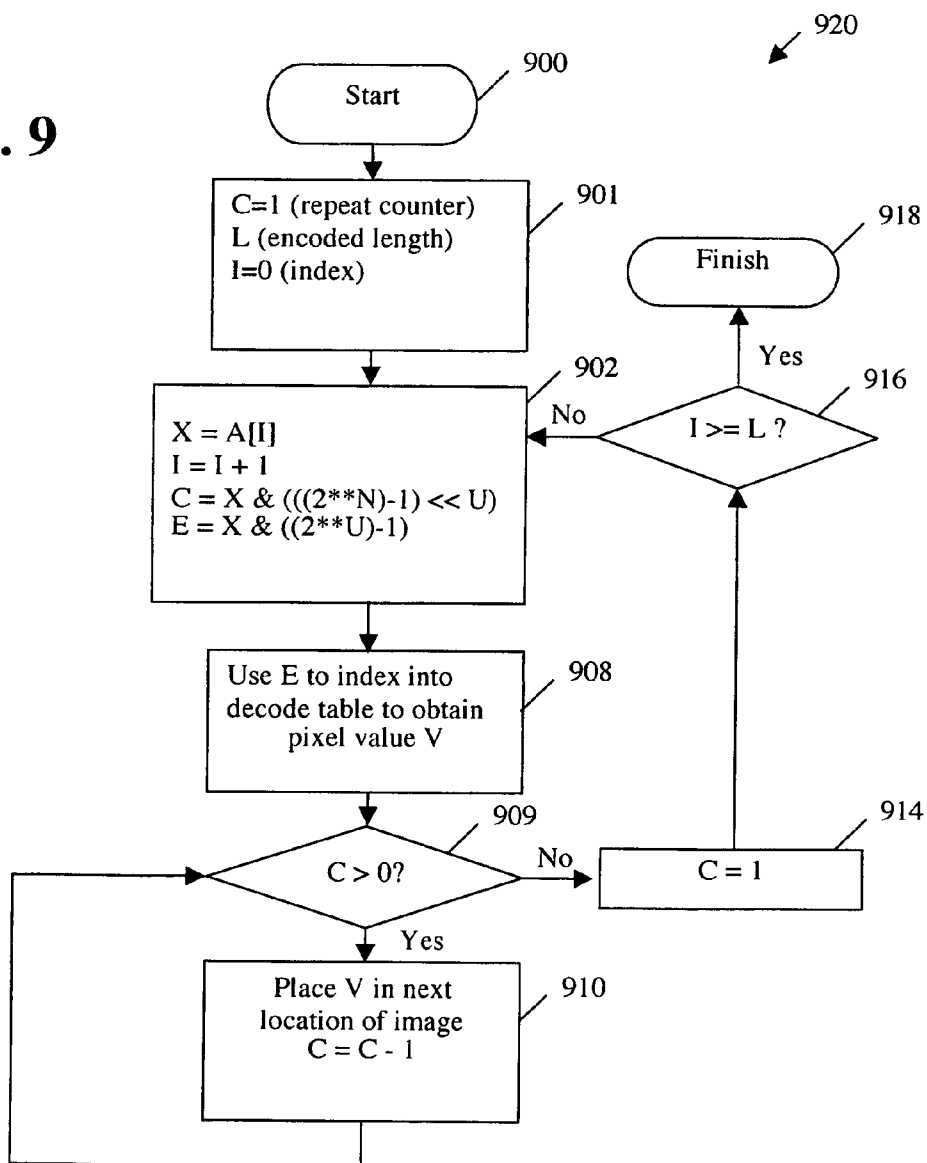 920
900
Start
. 9
C=1 (repeat counter)
L (encoded length)
I=0 (index)
901
918
Finish
Yes
902
916
No
I >= L ?
X = A[I]
I = I + 1
C = X & (((2**N)-1) << U)
E = X & ((2**U)-1)
Use E to index into
decode table to obtain
pixel value V
908
909
914
C > 0?
No
C = 1
Yes
Place V in next
location of image
C = C - 1
910